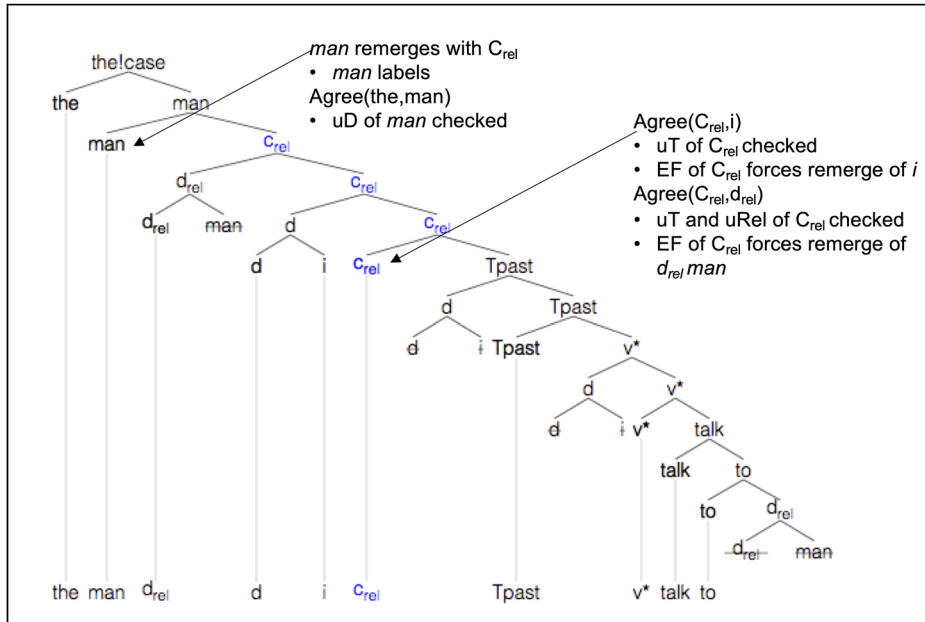 man remerges with Crel
• man labels
Agree(the,man)
• uD of man checked
the!case
the man
man crel
Agree(Crel,i)
• uT of Crel checked
• EF of Crel forces remerge of i
Agree(Crel,drel)
• uT and uRel of Crel checked
• EF of Crel forces remerge of
drel man
drel crel
drel man d crel
d i crel Tpast
d Tpast
d i Tpast v*
d v*
d i v* talk
talk to
to drel
drel man
the man drel d i crel Tpast v* talk to